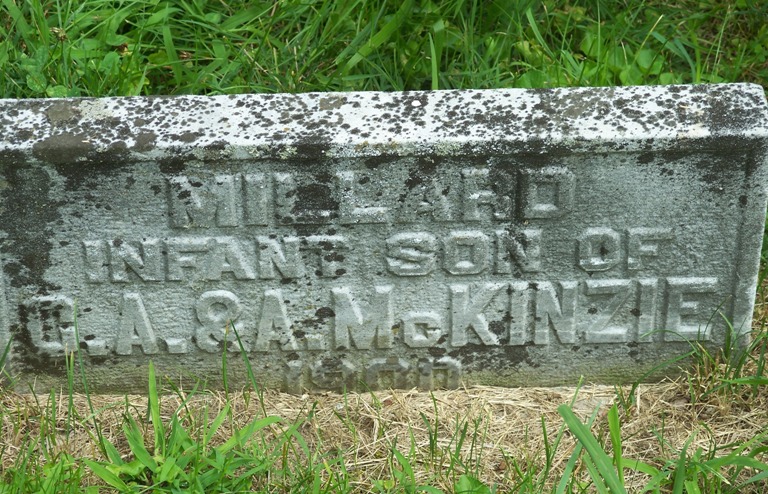 MILLARD
INFANT SON OF
C.A.&A.McKINZIE